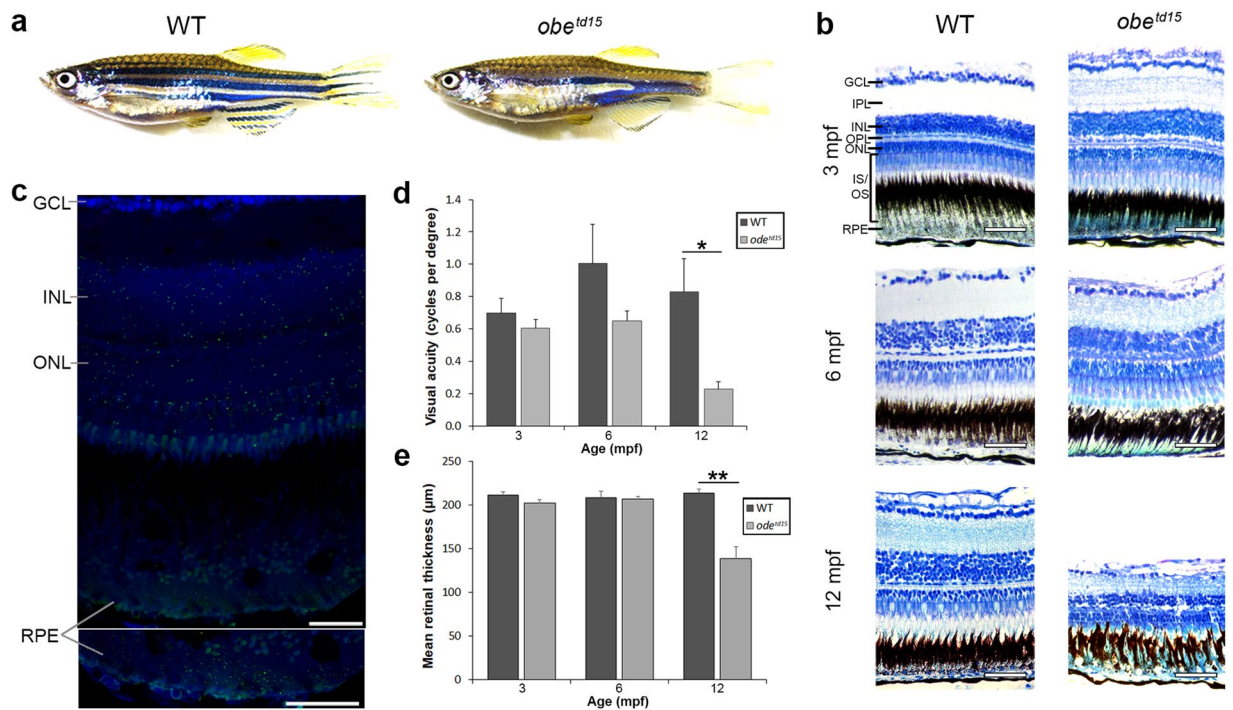 a
WT
obe^td15
b
WT
obe^td15
GCL
IPL
INL
OPL
ONL
IS/
OS
RPE
3 mpf
6 mpf
12 mpf
c
GCL
INL
ONL
RPE
d
1.4
1.2
1.0
0.8
0.6
0.4
0.2
0.0
Visual acuity (cycles per degree)
WT
ode^td15
*
3 6 12
Age (mpf)
e
250
200
150
100
50
0
Mean retinal thickness (µm)
WT
ode^td15
**
3 6 12
Age (mpf)